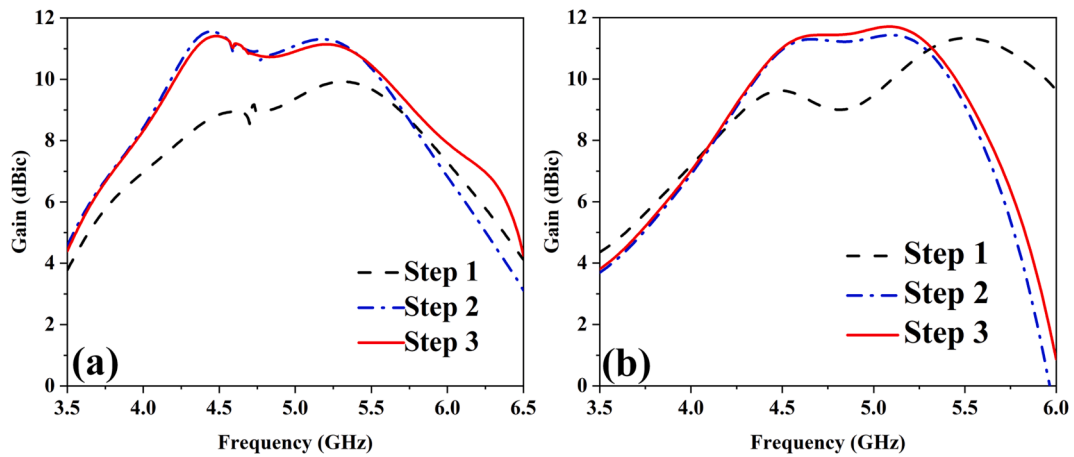 12
10
8
6
4
2
0
Gain (dBic)
Step 1
Step 2
Step 3
(a)
3.5 4.0 4.5 5.0 5.5 6.0 6.5
Frequency (GHz)
12
10
8
6
4
2
0
Gain (dBic)
Step 1
Step 2
Step 3
(b)
3.5 4.0 4.5 5.0 5.5 6.0
Frequency (GHz)